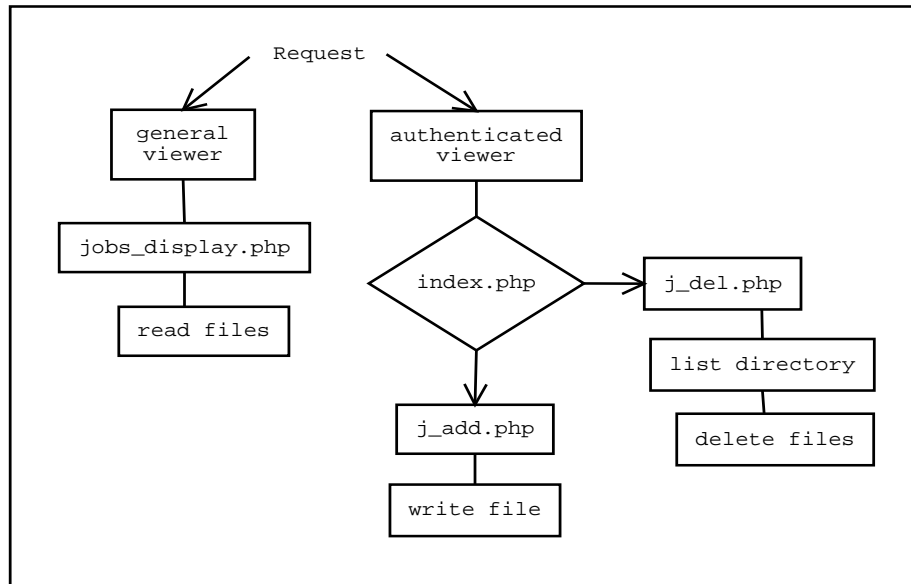 Request
general
viewer
authenticated
viewer
jobs_display.php
index.php
j_del.php
read files
list directory
j_add.php
delete files
write file